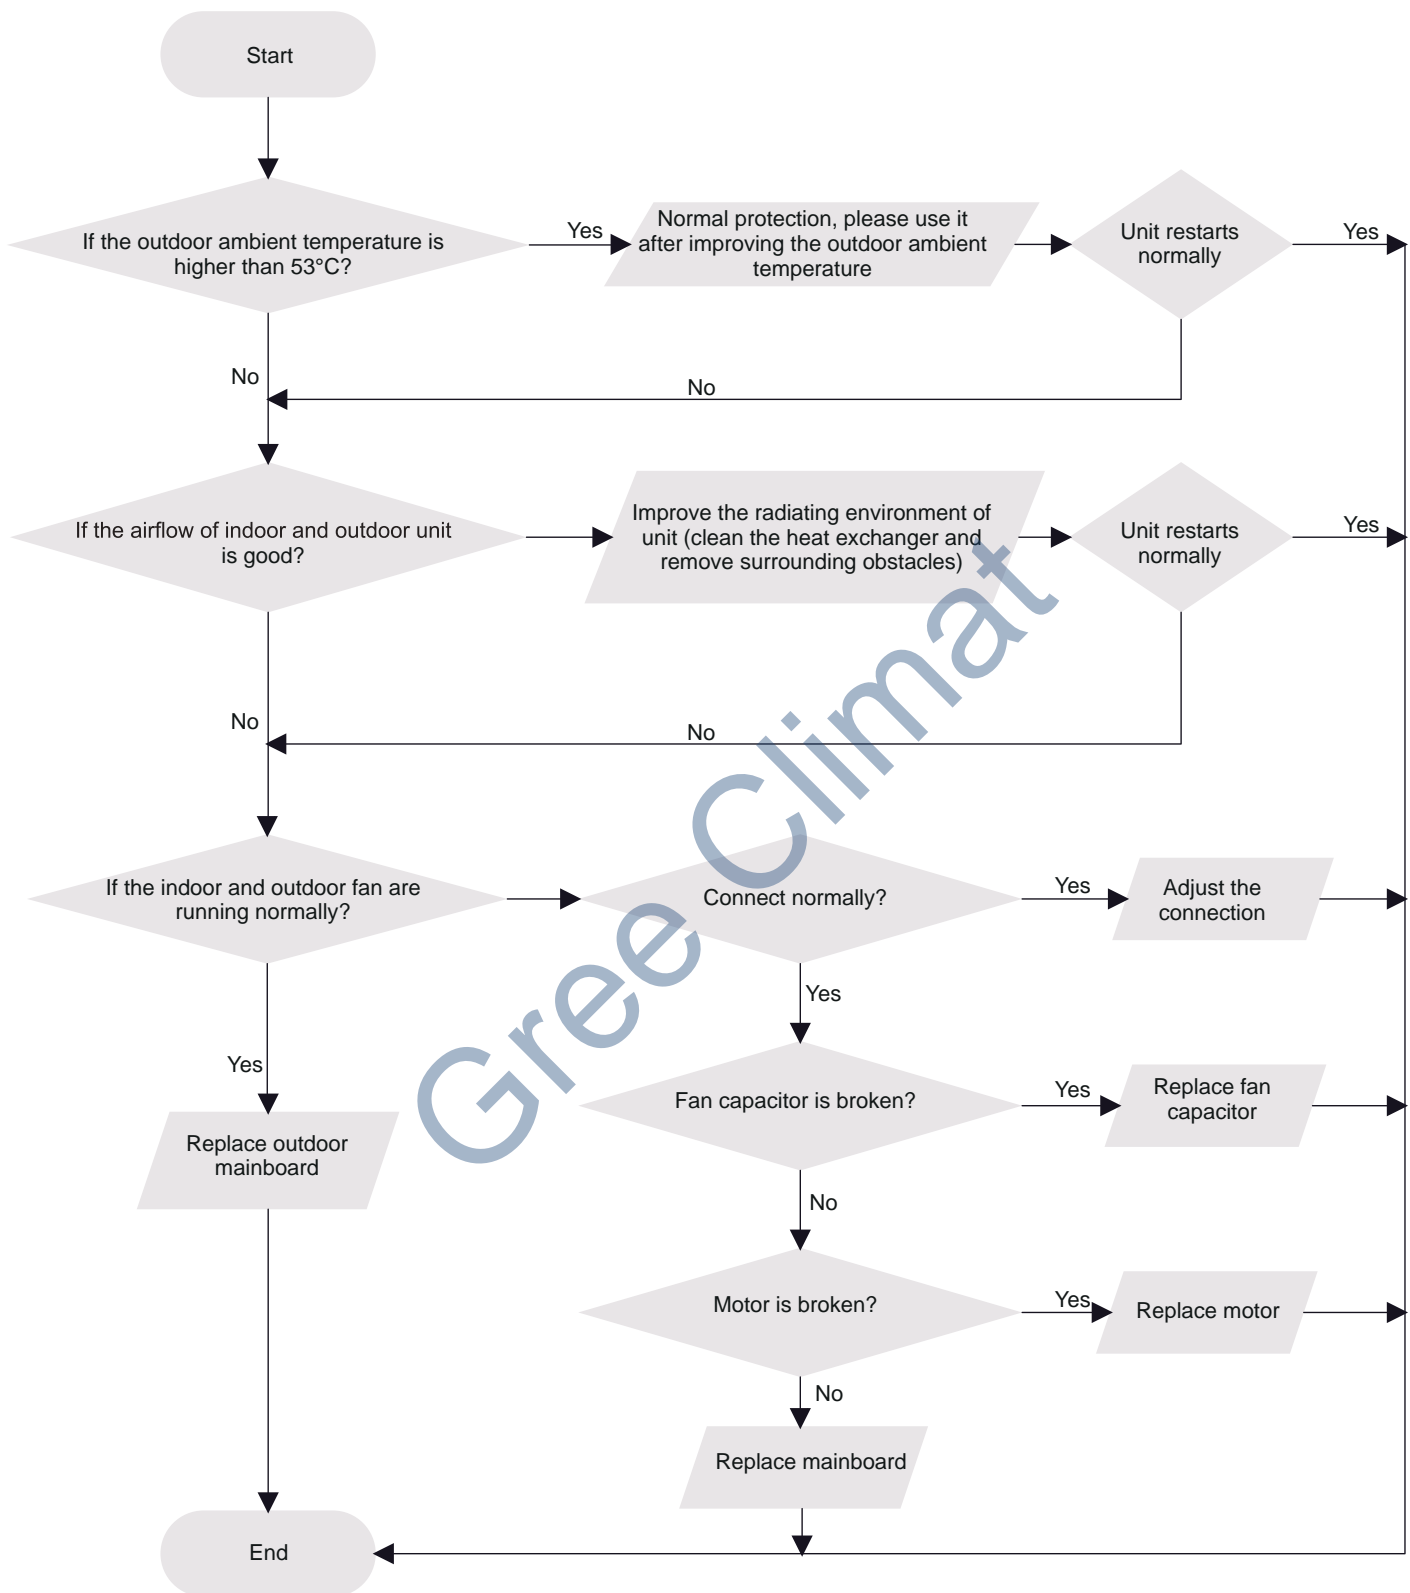 Start
If the outdoor ambient temperature is
higher than 53°C?
Yes
Normal protection, please use it
after improving the outdoor ambient
temperature
Unit restarts
normally
Yes
No
No
If the airflow of indoor and outdoor unit
is good?
Improve the radiating environment of
unit (clean the heat exchanger and
remove surrounding obstacles)
Unit restarts
normally
Yes
No
No
If the indoor and outdoor fan are
running normally?
Connect normally?
Yes
Adjust the
connection
Yes
Yes
Fan capacitor is broken?
Yes
Replace fan
capacitor
Replace outdoor
mainboard
No
Motor is broken?
Yes
Replace motor
No
Replace mainboard
End
Gree Climat